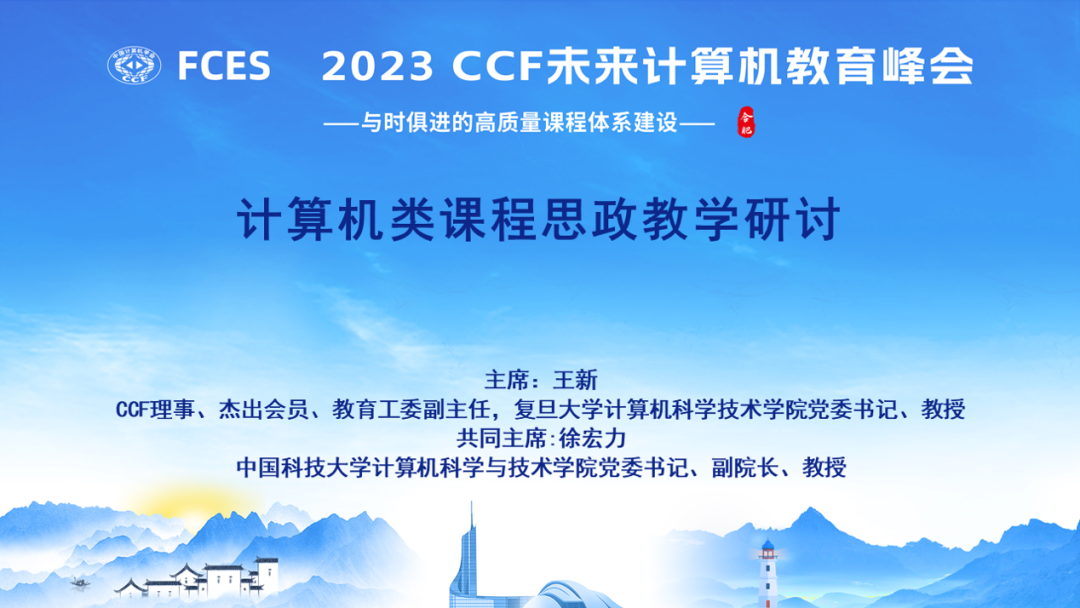 中国计算机学会
CCF
FCES 2023 CCF未来计算机教育峰会
——与时俱进的高质量课程体系建设——
合肥
计算机类课程思政教学研讨
主席：王新
CCF理事、杰出会员、教育工委副主任，复旦大学计算机科学技术学院党委书记、教授
共同主席:徐宏力
中国科技大学计算机科学与技术学院党委书记、副院长、教授